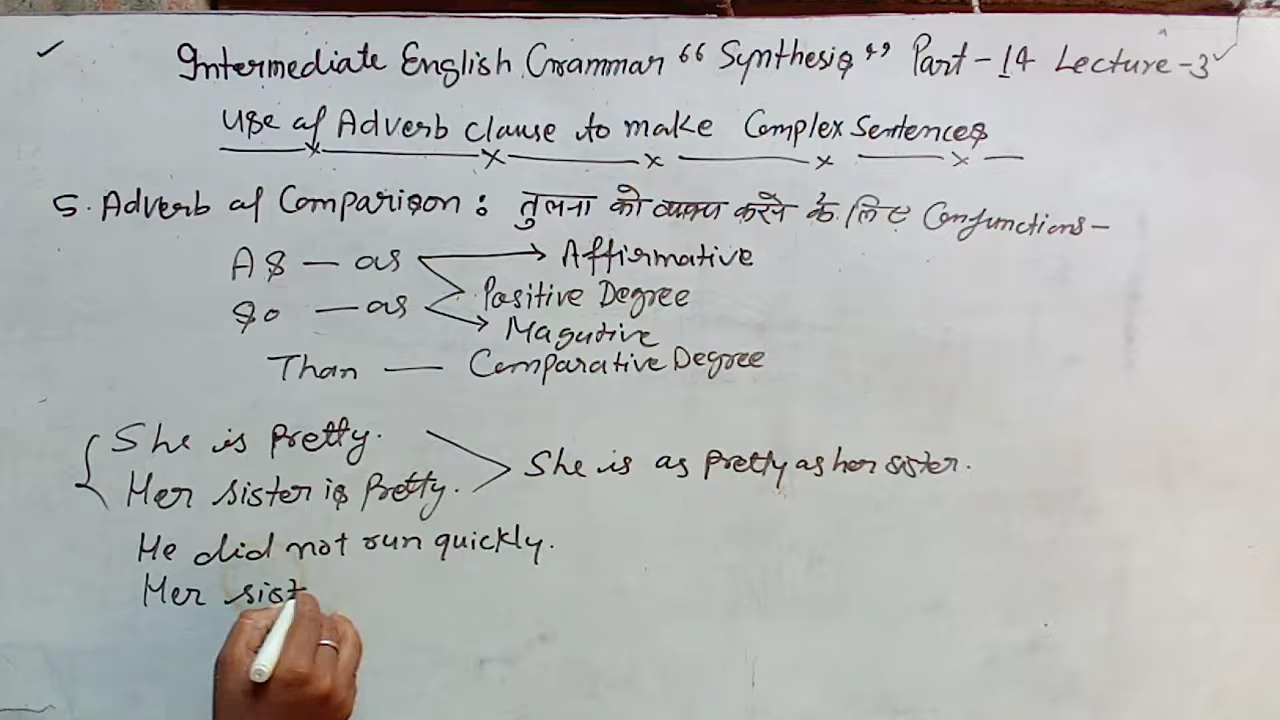 Intermediate English Grammar “ Synthesis ” Part - 14 Lecture - 3
Use of Adverb clause to make Complex Sentences
5. Adverb of Comparison : तुलना को व्यक्त करने के लिए Conjunctions -
As — as → Affirmative
Positive Degree
So — as → Nagutive
Than — Comparative Degree
She is Pretty.
Her sister is Pretty.
She is as Pretty as her sister.
He did not run quickly.
Her sist